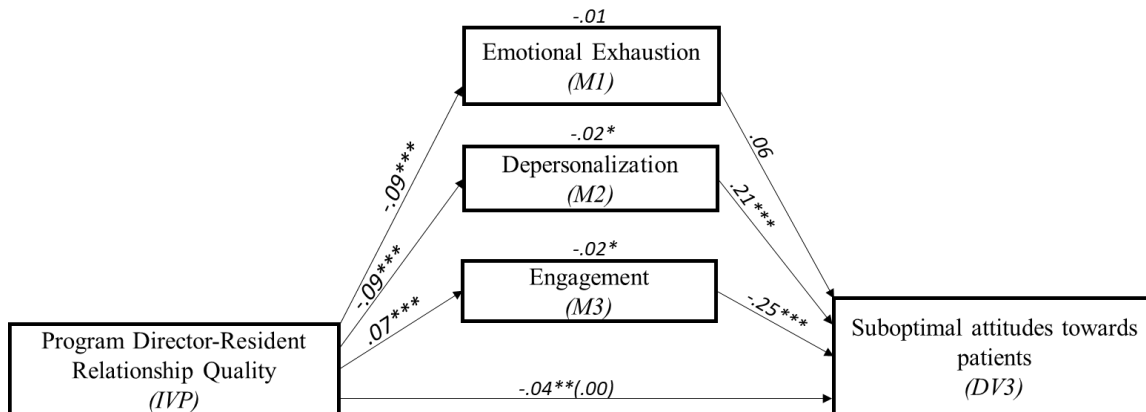 -.01
Emotional Exhaustion
(M1)
-.09***
.06
-.02*
Depersonalization
(M2)
-.09***
.21***
-.02*
Engagement
(M3)
.07***
-.25***
Program Director-Resident
Relationship Quality
(IVP)
-.04**(.00)
Suboptimal attitudes towards
patients
(DV3)